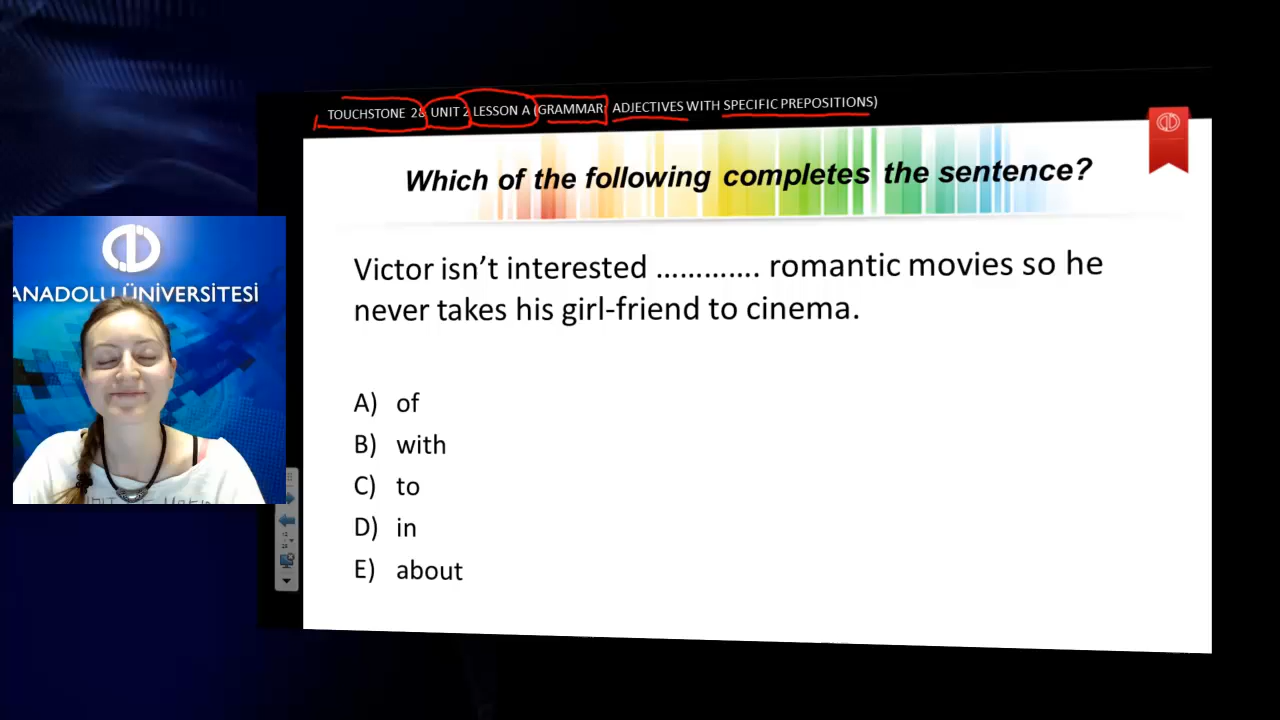 TOUCHSTONE 2& UNIT 2 LESSON A (GRAMMAR: ADJECTIVES WITH SPECIFIC PREPOSITIONS)
Which of the following completes the sentence?
Victor isn't interested ............. romantic movies so he
never takes his girl-friend to cinema.
A) of
B) with
C) to
D) in
E) about
ANADOLU ÜNİVERSİTESİ